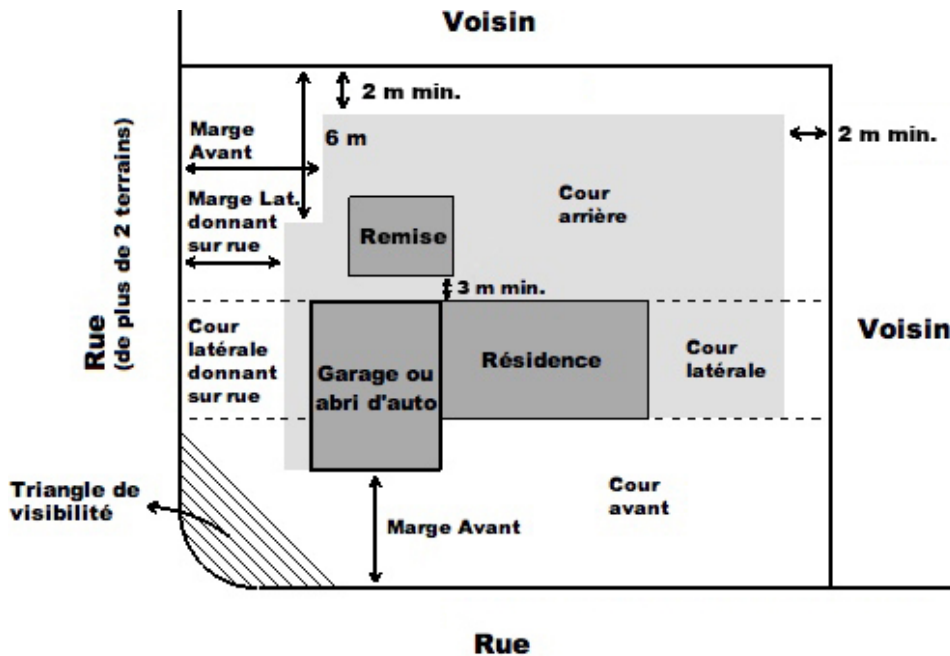 Voisin
2 m min.
Marge
Avant
6 m
2 m min.
Marge Lat.
donnant
sur rue
Cour
arrière
Remise
Rue
(de plus de 2 terrains)
3 m min.
Voisin
Cour
latérale
donnant
sur rue
Garage ou
abri d'auto
Résidence
Cour
latérale
Triangle de
visibilité
Marge Avant
Cour
avant
Rue